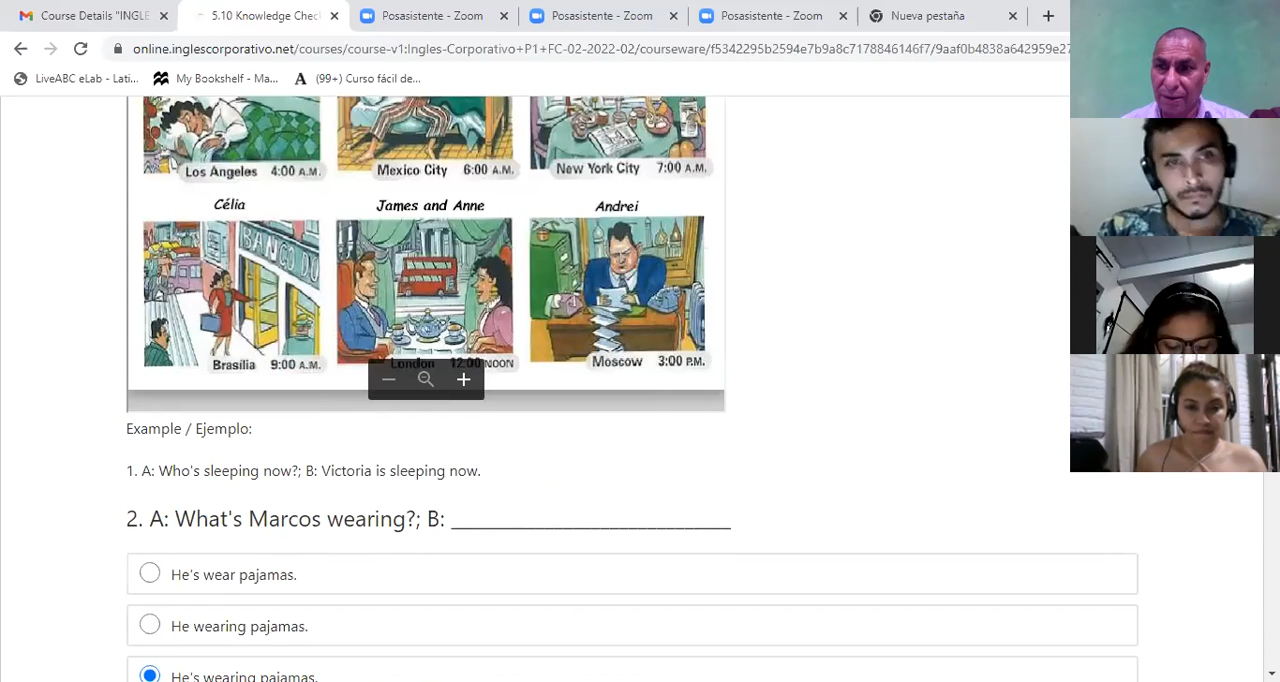 Course Details "INGLE
5.10 Knowledge Chec
Posasistente - Zoom
Posasistente - Zoom
Posasistente - Zoom
Nueva pestaña
online.inglescorporativo.net/courses/course-v1:Ingles-Corporativo+P1+FC-02-2022-02/courseware/f5342295b2594e7b9a8c7178846146f7/9aaf0b4838a642959e27
LiveABC eLab - Lati...
My Bookshelf - Ma...
(99+) Curso fácil de...
Los Angeles 4:00 A.M.
Mexico City 6:00 A.M.
New York City 7:00 A.M.
Célia
James and Anne
Andrei
BANCO DU
Brasília 9:00 A.M.
London 12:00 NOON
Moscow 3:00 P.M.
Example / Ejemplo:
1. A: Who's sleeping now?; B: Victoria is sleeping now.
2. A: What's Marcos wearing?; B: ____________________________
He's wear pajamas.
He wearing pajamas.
He's wearing pajamas.